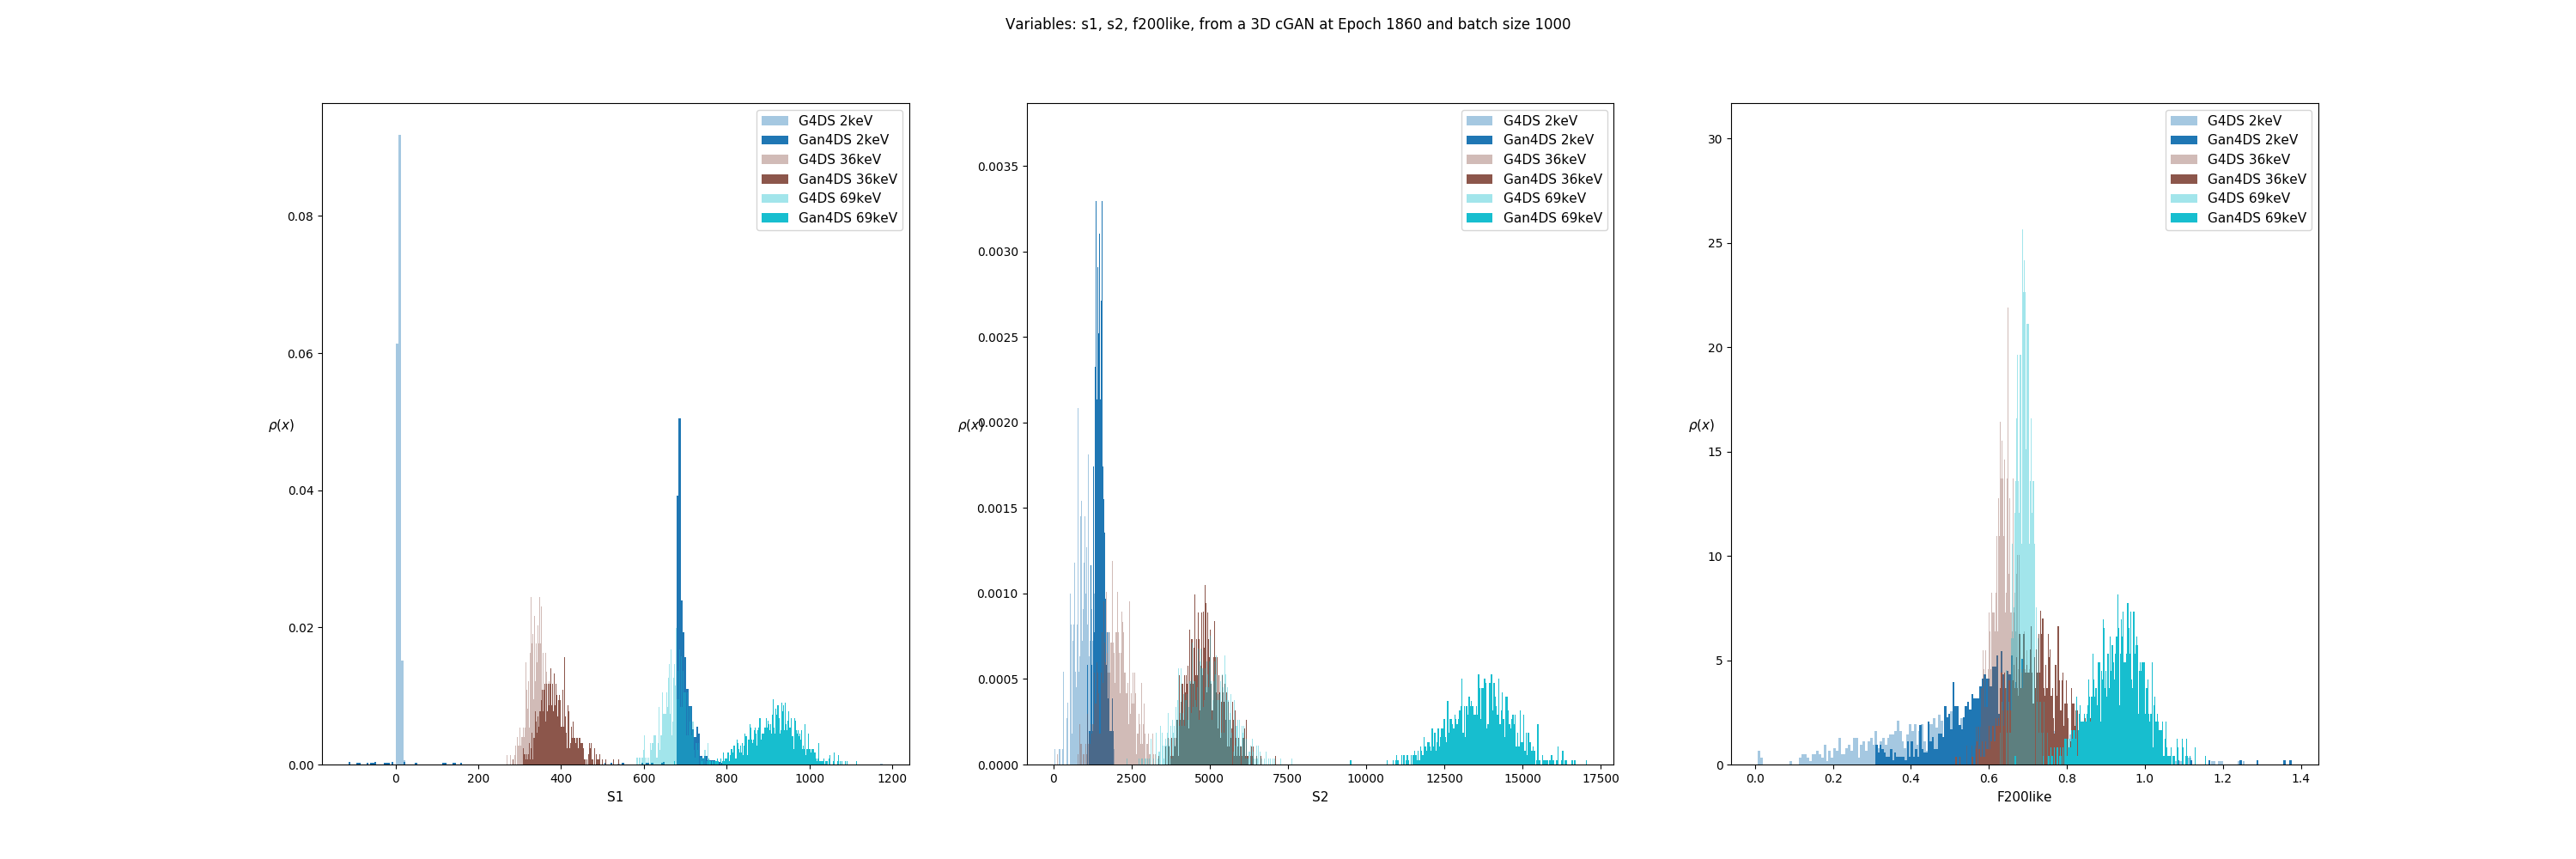 Variables: s1, s2, f200like, from a 3D cGAN at Epoch 1860 and batch size 1000
G4DS 2keV
Gan4DS 2keV
G4DS 36keV
Gan4DS 36keV
G4DS 69keV
Gan4DS 69keV
0.08
0.06
0.04
0.02
0.00
ρ(x)
0 200 400 600 800 1000 1200
S1
G4DS 2keV
Gan4DS 2keV
G4DS 36keV
Gan4DS 36keV
G4DS 69keV
Gan4DS 69keV
0.0035
0.0030
0.0025
0.0020
0.0015
0.0010
0.0005
0.0000
ρ(x)
0 2500 5000 7500 10000 12500 15000 17500
S2
G4DS 2keV
Gan4DS 2keV
G4DS 36keV
Gan4DS 36keV
G4DS 69keV
Gan4DS 69keV
30
25
20
15
10
5
0
ρ(x)
0.0 0.2 0.4 0.6 0.8 1.0 1.2 1.4
F200like